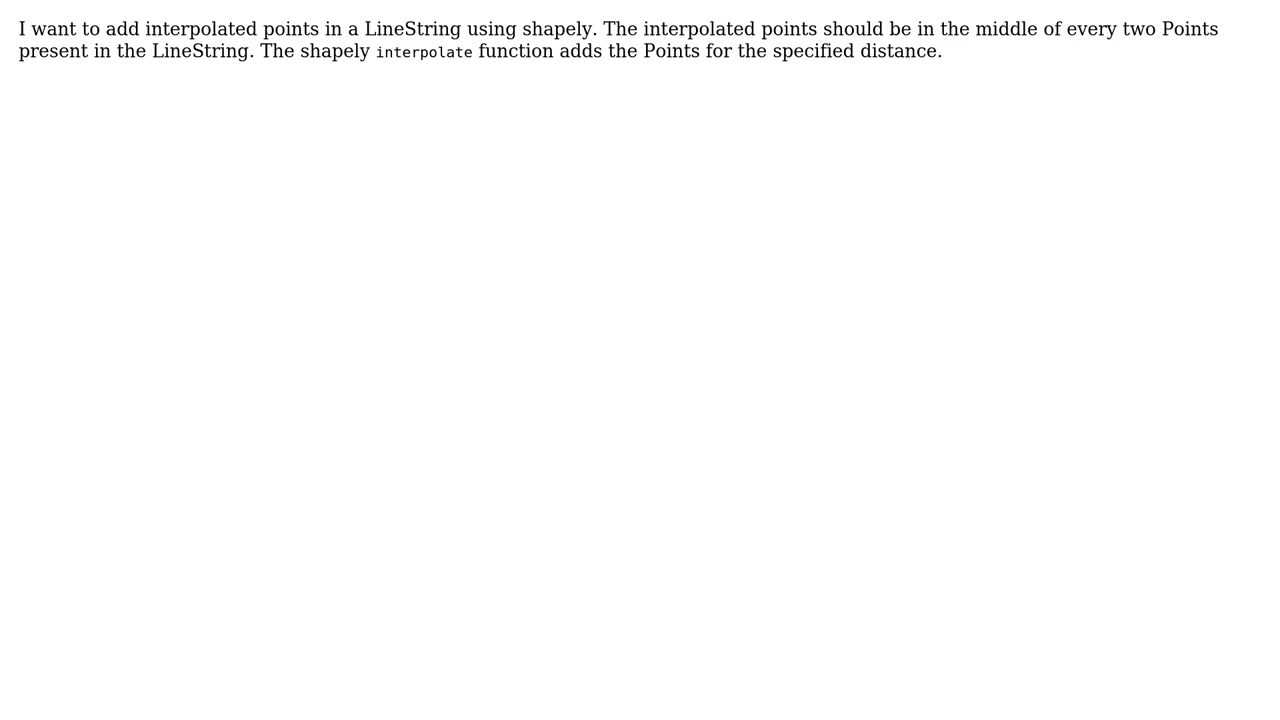 I want to add interpolated points in a LineString using shapely. The interpolated points should be in the middle of every two Points
present in the LineString. The shapely interpolate function adds the Points for the specified distance.